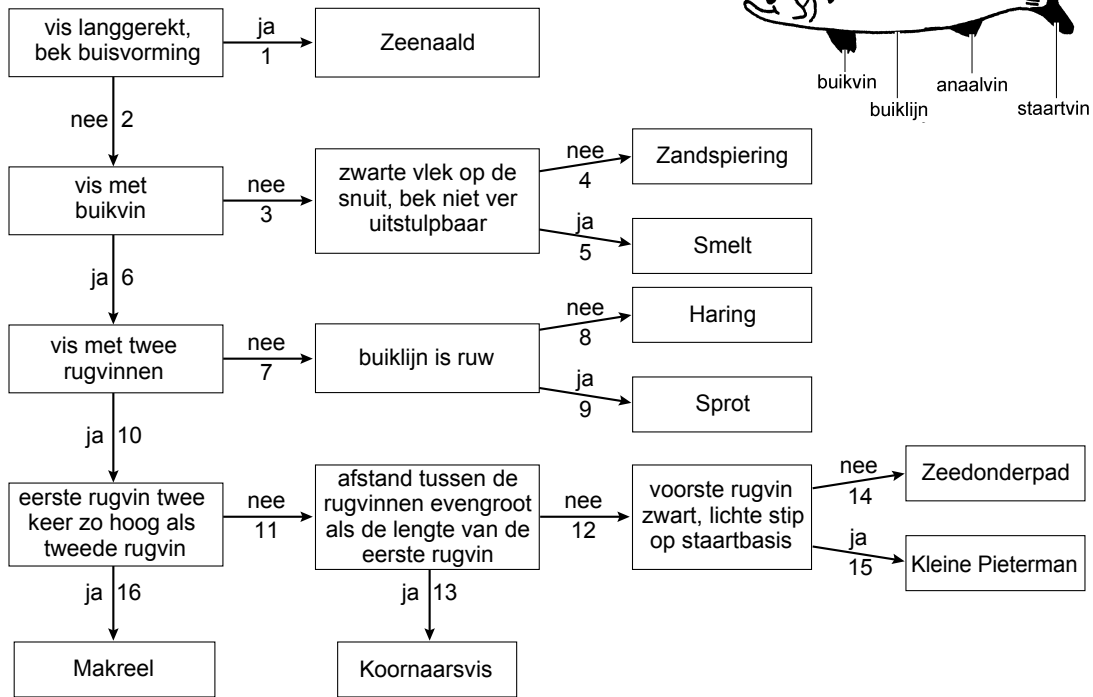 vis langgerekt,
bek buisvorming
ja
1
Zeenaald
buikvin
buiklijn
anaalvin
staartvin
nee 2
vis met
buikvin
nee
3
zwarte vlek op de
snuit, bek niet ver
uitstulpbaar
nee
4
Zandspiering
ja
5
Smelt
ja 6
vis met twee
rugvinnen
nee
7
buiklijn is ruw
nee
8
Haring
ja
9
Sprot
ja 10
eerste rugvin twee
keer zo hoog als
tweede rugvin
nee
11
afstand tussen de
rugvinnen evengroot
als de lengte van de
eerste rugvin
nee
12
voorste rugvin
zwart, lichte stip
op staartbasis
nee
14
Zeedonderpad
ja
15
Kleine Pieterman
ja 16
Makreel
ja 13
Koornaarsvis